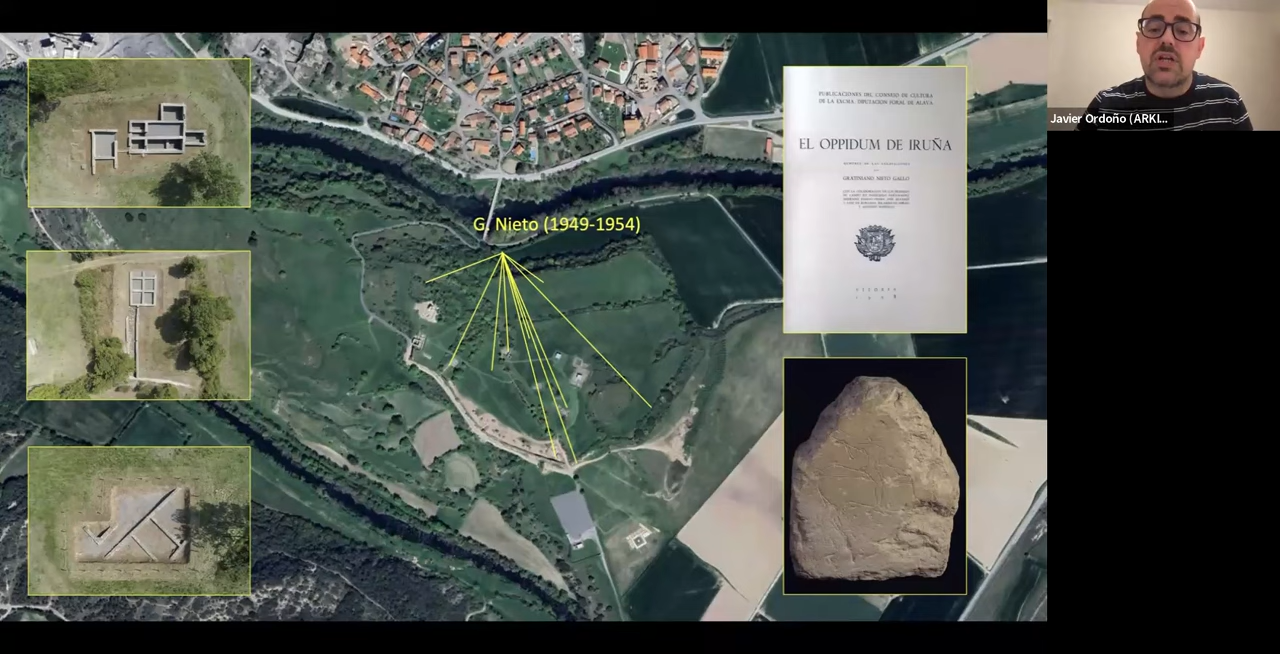 G. Nieto (1949-1954)
PUBLICACIONES DEL CONSEJO DE CULTURA
DE LA EXCMA. DIPUTACION FORAL DE ALAVA
EL OPPIDUM DE IRUÑA
GRATINIANO NIETO GALLO
Javier Ordoño (ARKI...